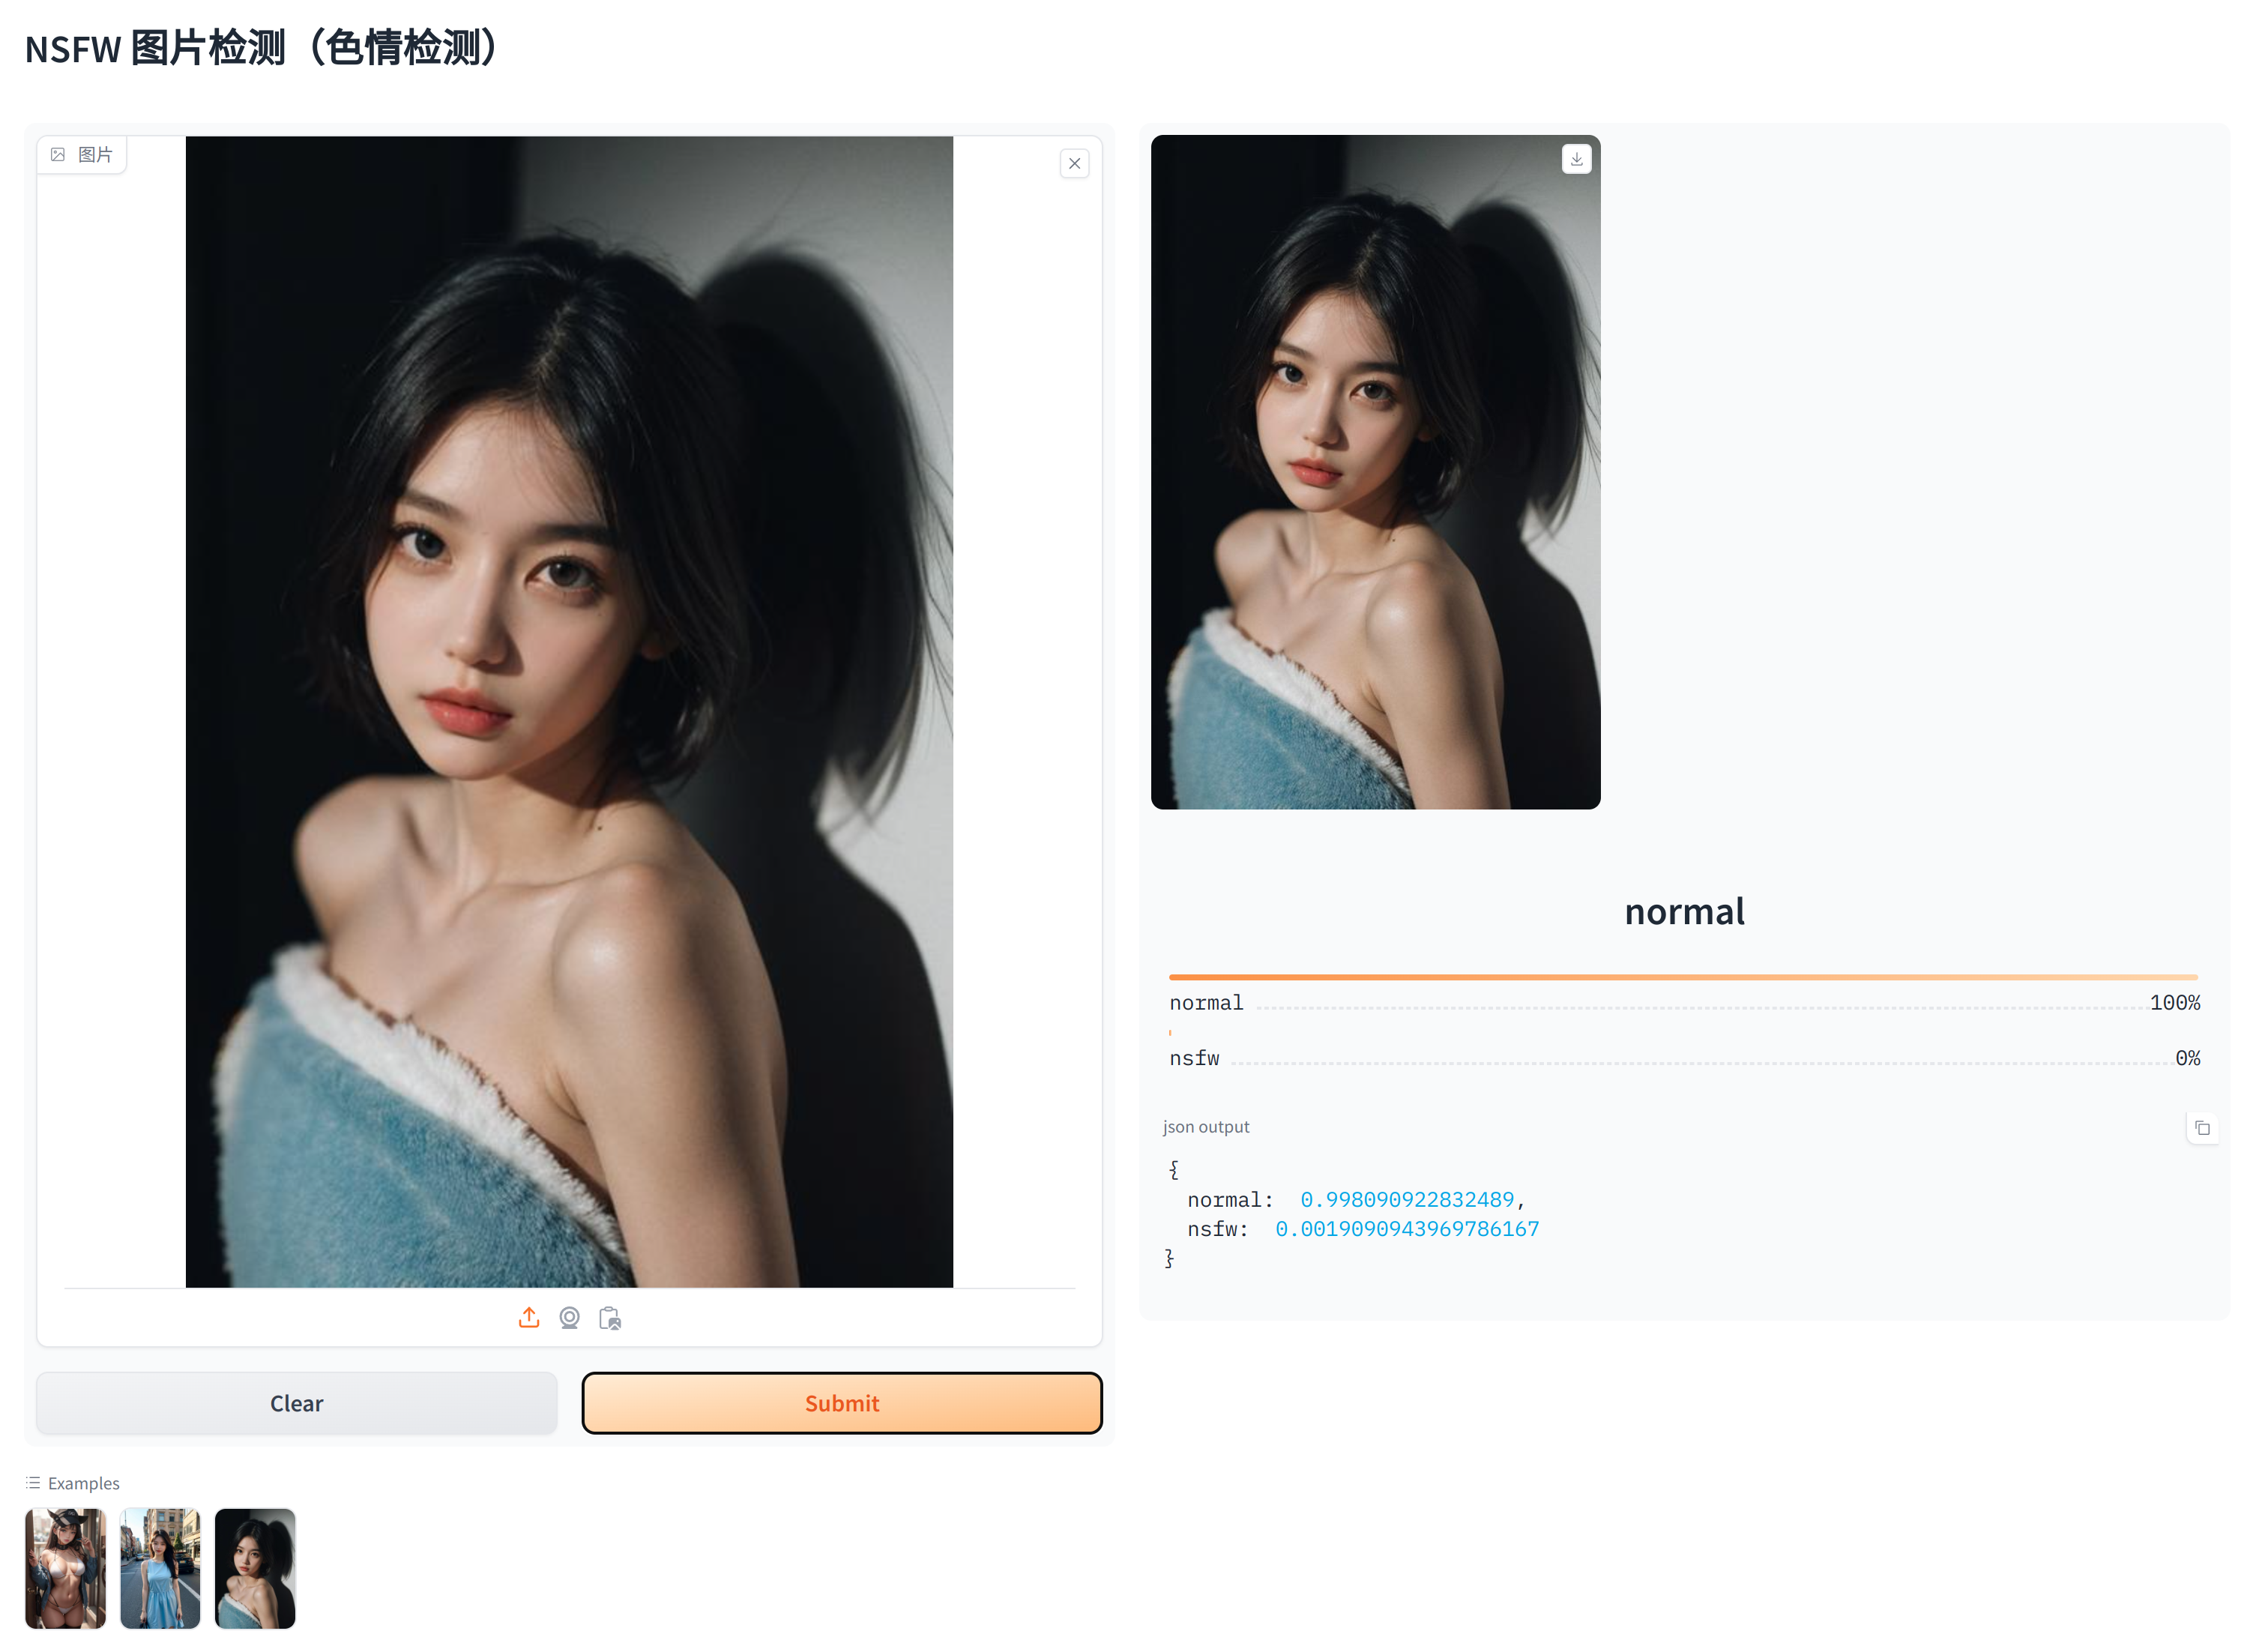 NSFW 图片检测（色情检测）
图片
normal
normal 100%
nsfw 0%
json output
{
normal: 0.998090922832489,
nsfw: 0.0019090943969786167
}
Clear
Submit
Examples